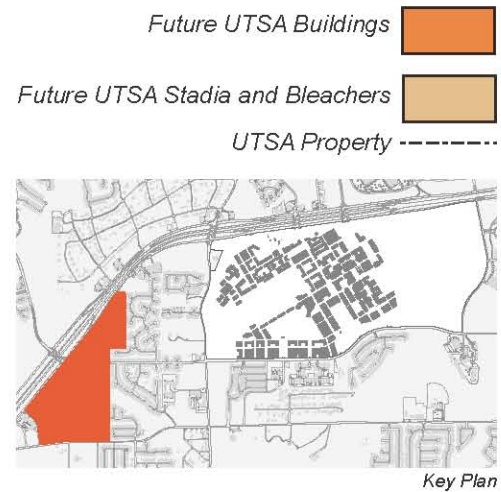 Future UTSA Buildings
Future UTSA Stadia and Bleachers
UTSA Property
Key Plan